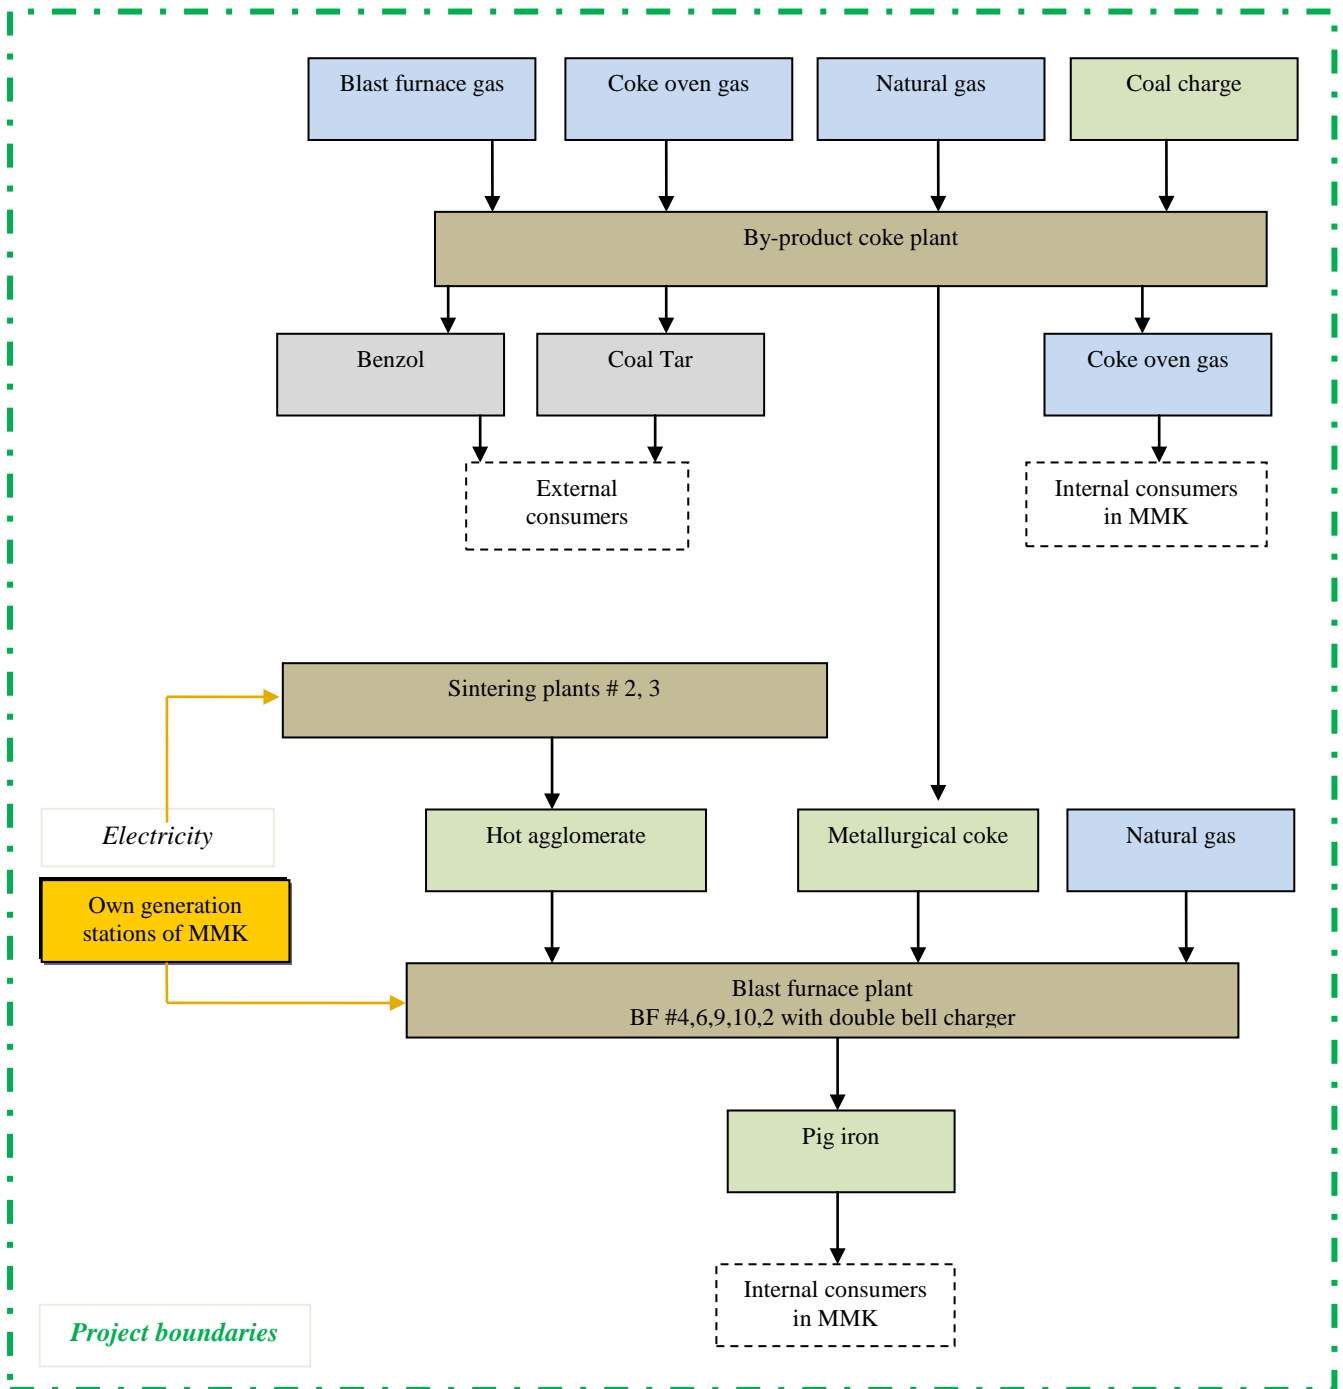 Blast furnace gas
Coke oven gas
Natural gas
Coal charge
By-product coke plant
Benzol
Coal Tar
Coke oven gas
External
consumers
Internal consumers
in MMK
Sintering plants # 2, 3
Electricity
Hot agglomerate
Metallurgical coke
Natural gas
Own generation
stations of MMK
Blast furnace plant
BF #4,6,9,10,2 with double bell charger
Pig iron
Internal consumers
in MMK
Project boundaries